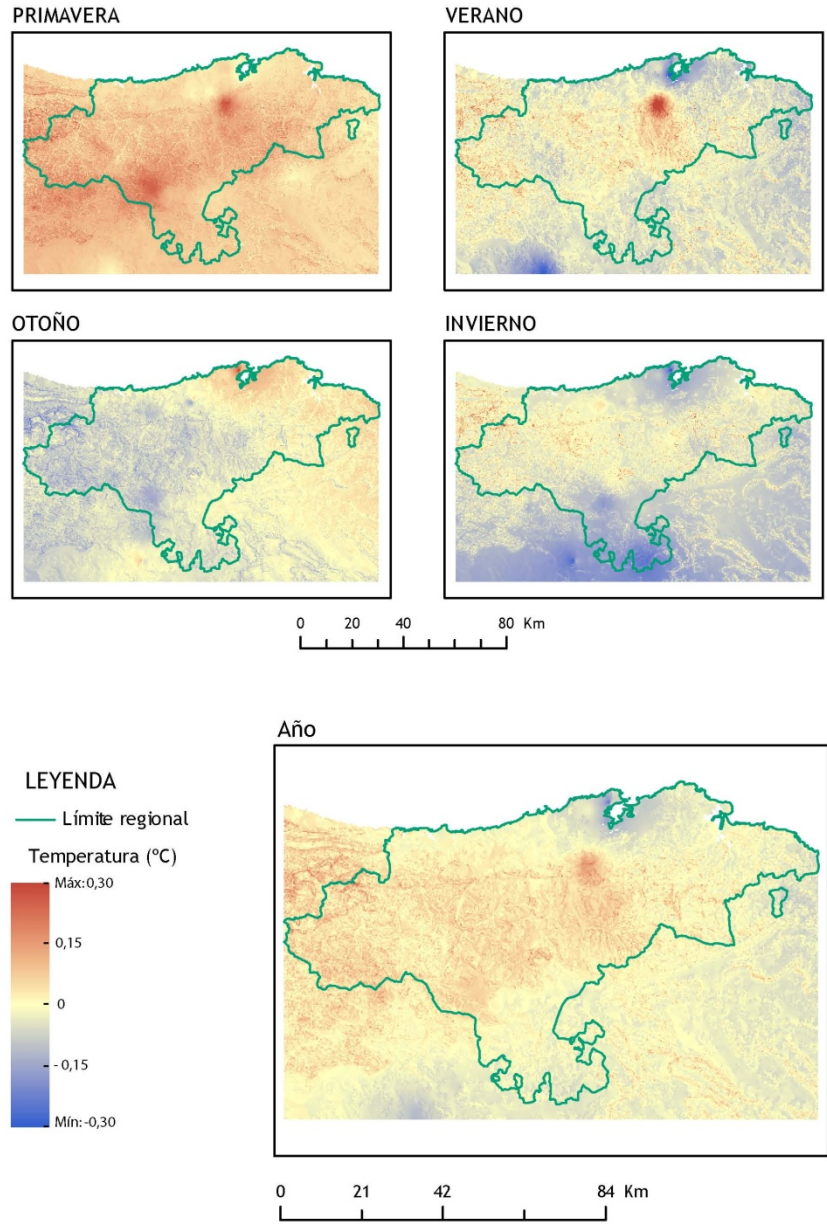 PRIMAVERA
VERANO
OTOÑO
INVIERNO
0 20 40 80 Km
Año
LEYENDA
Límite regional
Temperatura (ºC)
Máx: 0,30
0,15
0
- 0,15
Mín: -0,30
0 21 42 84 Km